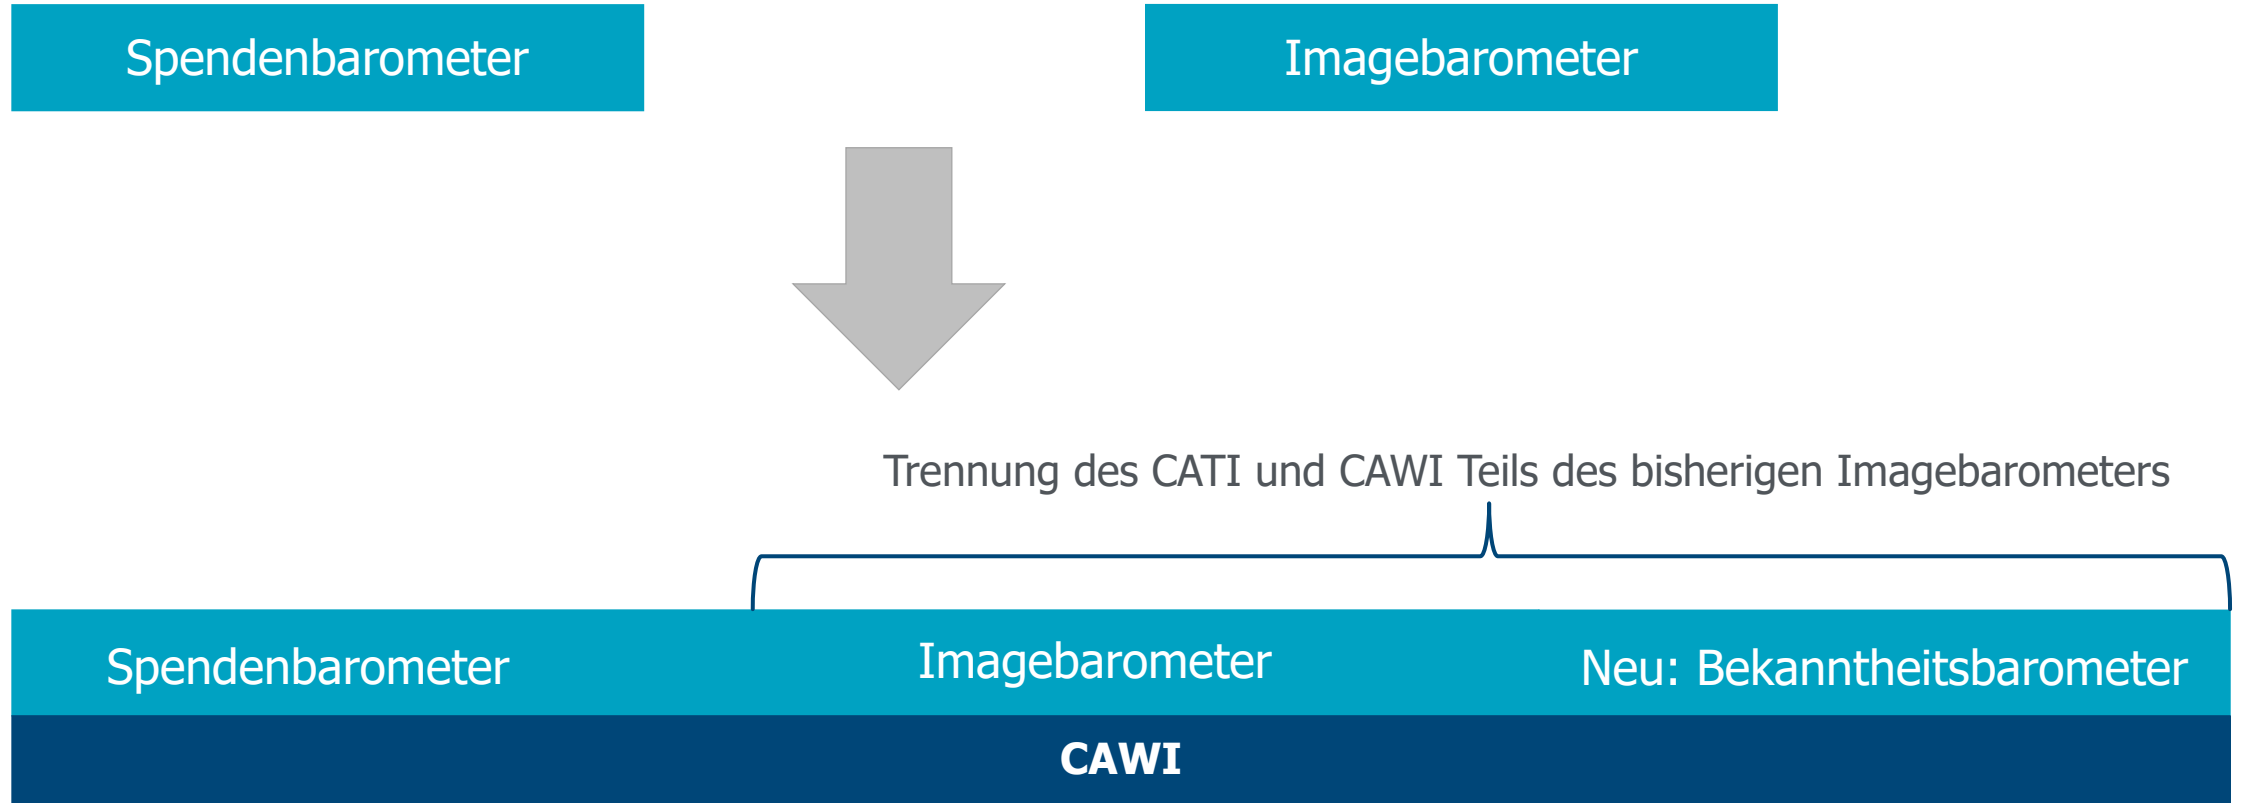 Spendenbarometer
Imagebarometer
Trennung des CATI und CAWI Teils des bisherigen Imagebarometers
Spendenbarometer
Imagebarometer
Neu: Bekanntheitsbarometer
CAWI